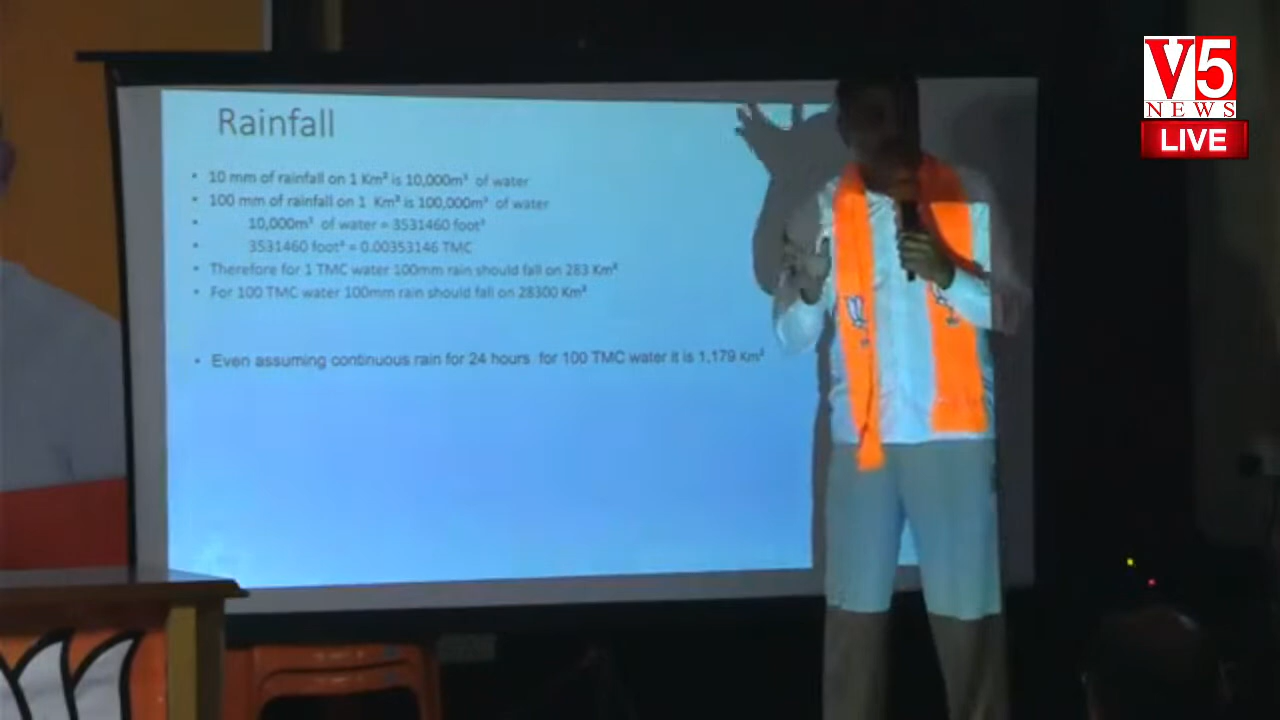 V5
NEWS
LIVE
Rainfall
• 10 mm of rainfall on 1 Km² is 10,000m³ of water
• 100 mm of rainfall on 1 Km² is 100,000m³ of water
• 10,000m³ of water = 3531460 foot³
• 3531460 foot³ = 0.00353146 TMC
• Therefore for 1 TMC water 100mm rain should fall on 283 Km²
• For 100 TMC water 100mm rain should fall on 28300 Km²
• Even assuming continuous rain for 24 hours for 100 TMC water it is 1,179 Km²